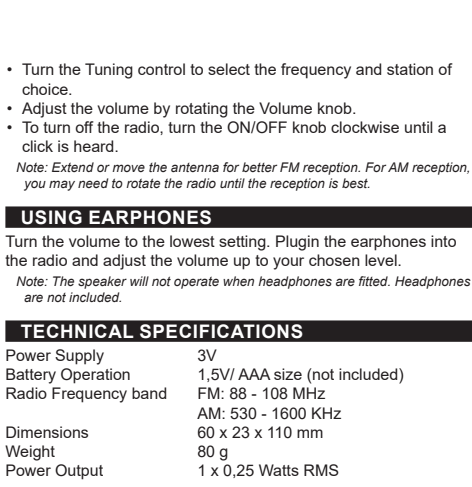 • Turn the Tuning control to select the frequency and station of
choice.
• Adjust the volume by rotating the Volume knob.
• To turn off the radio, turn the ON/OFF knob clockwise until a
click is heard.
Note: Extend or move the antenna for better FM reception. For AM reception,
you may need to rotate the radio until the reception is best.
USING EARPHONES
Turn the volume to the lowest setting. Plugin the earphones into
the radio and adjust the volume up to your chosen level.
Note: The speaker will not operate when headphones are fitted. Headphones
are not included.
TECHNICAL SPECIFICATIONS
Power Supply 3V
Battery Operation 1,5V/ AAA size (not included)
Radio Frequency band FM: 88 - 108 MHz
AM: 530 - 1600 KHz
Dimensions 60 x 23 x 110 mm
Weight 80 g
Power Output 1 x 0,25 Watts RMS